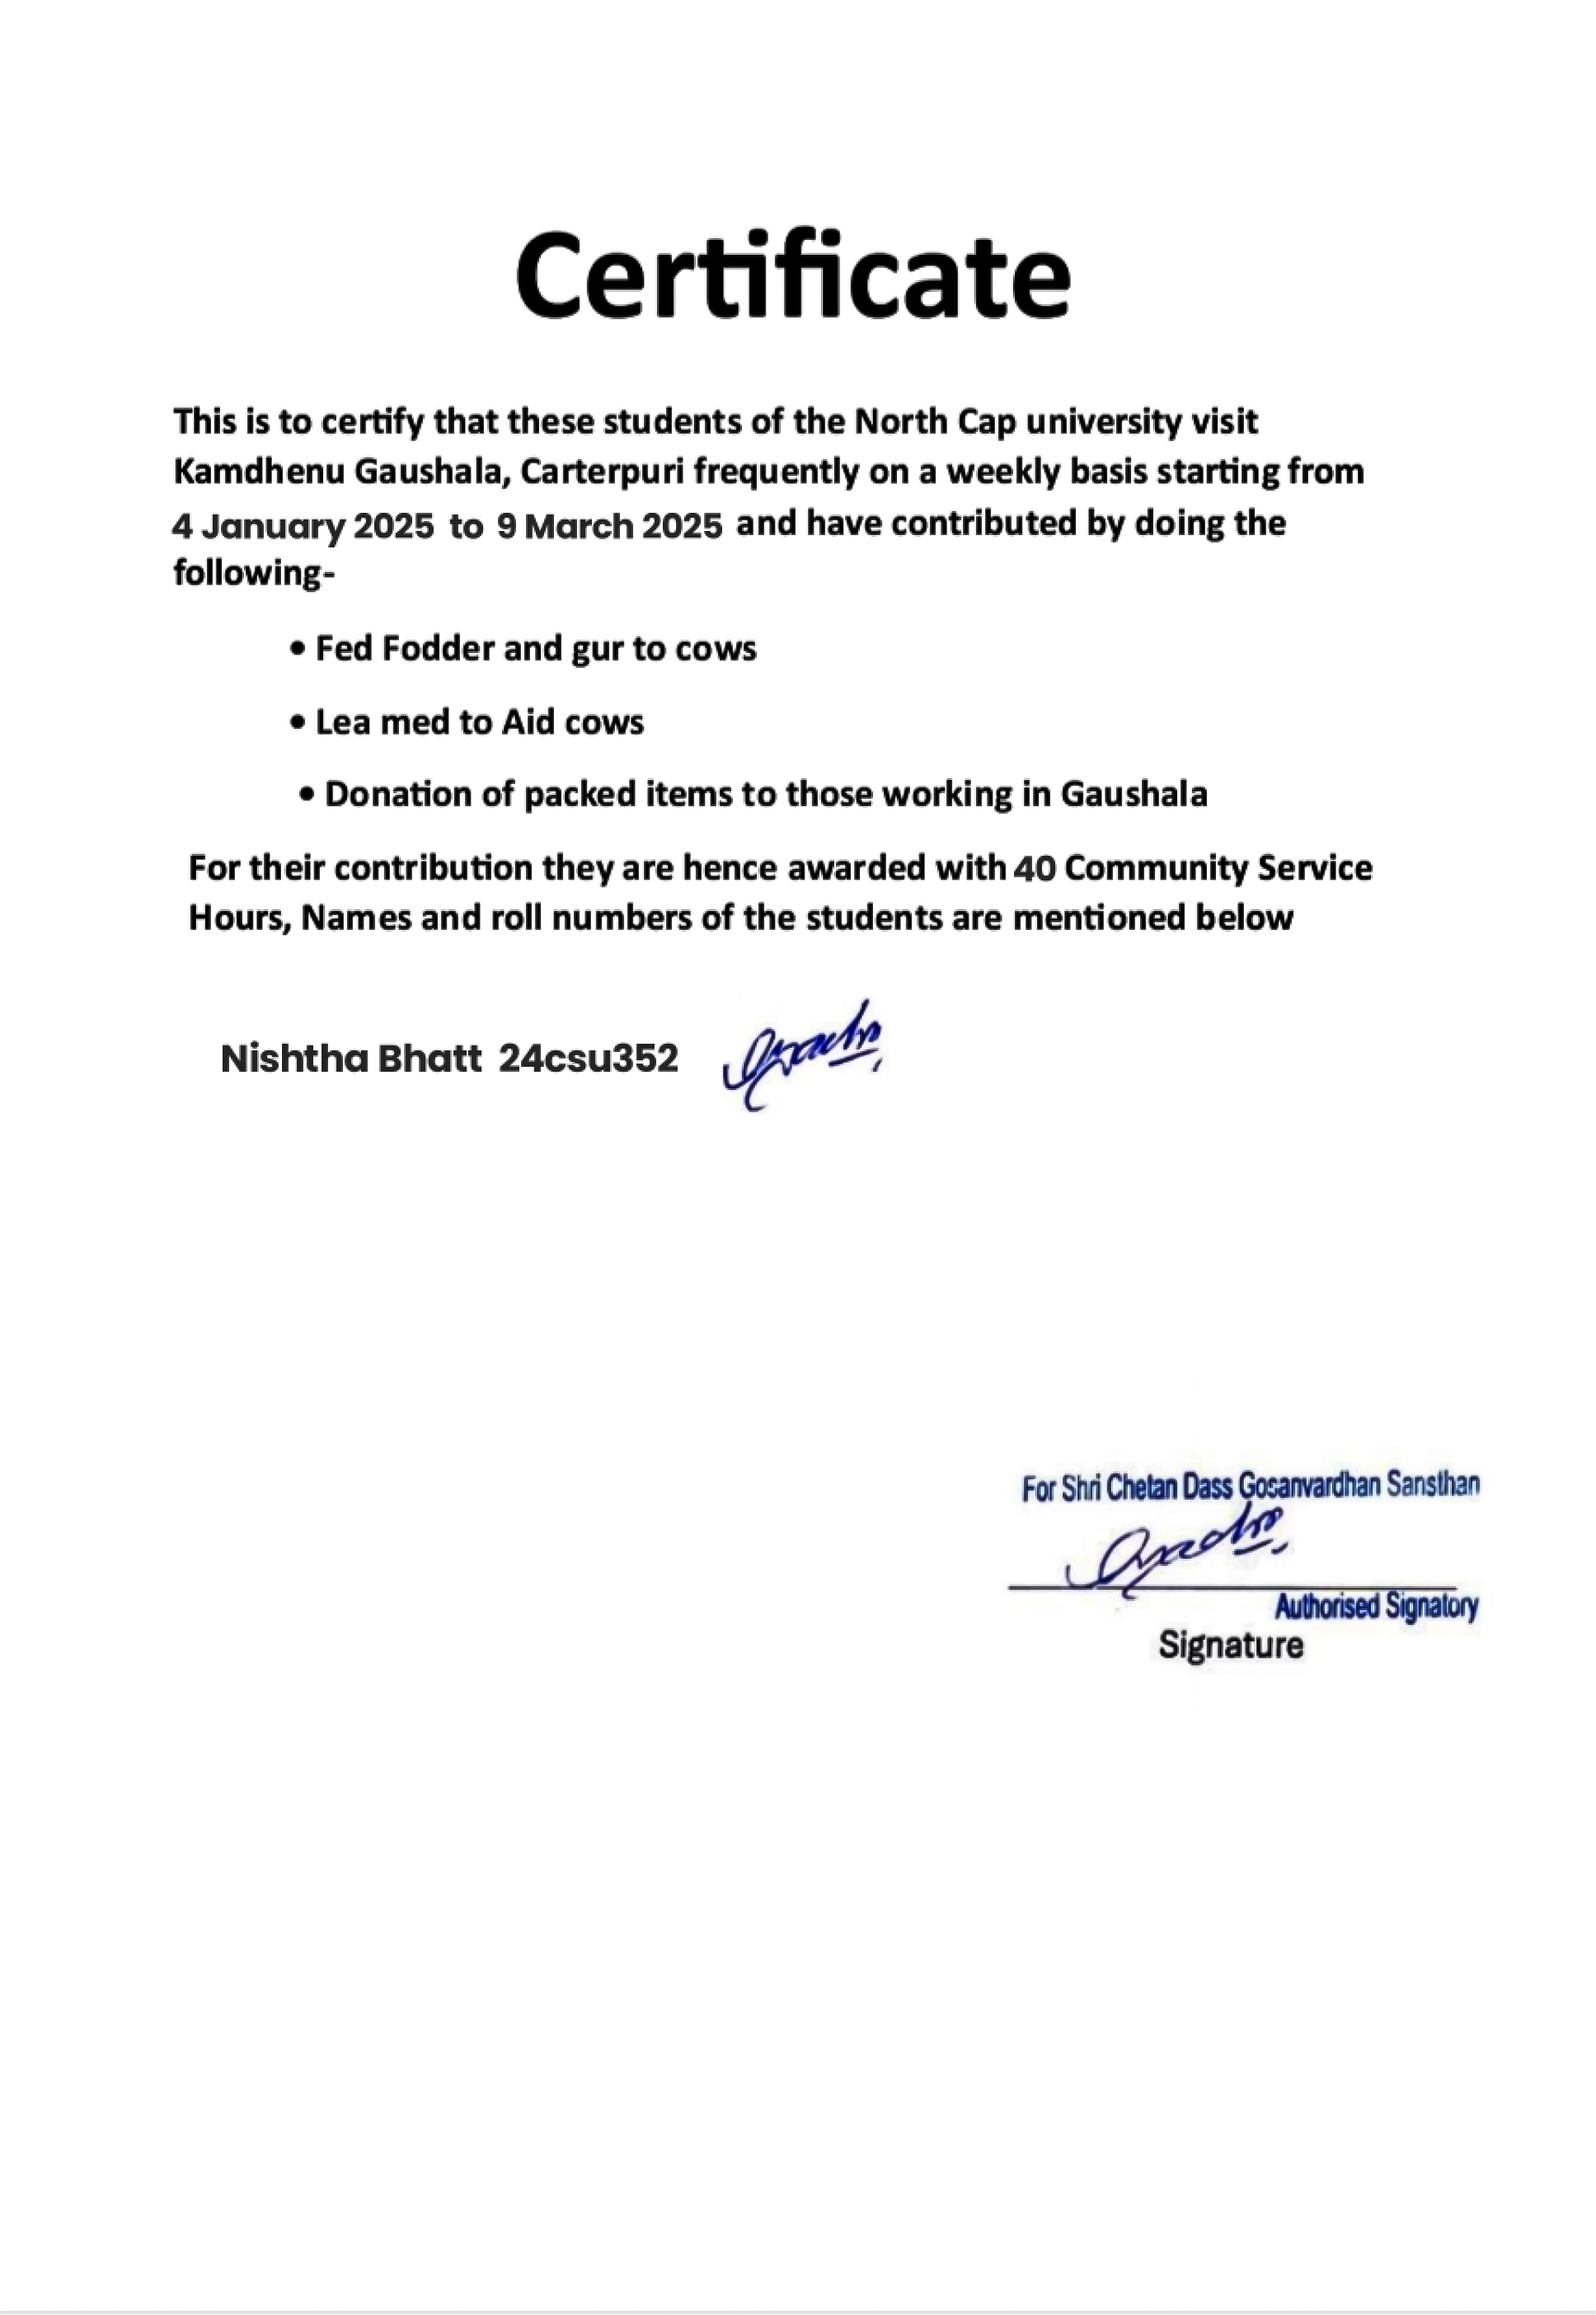 Certificate
This is to certify that these students of the North Cap university visit
Kamdhenu Gaushala, Carterpuri frequently on a weekly basis starting from
4 January 2025 to 9 March 2025 and have contributed by doing the
following-
• Fed Fodder and gur to cows
• Lea med to Aid cows
• Donation of packed items to those working in Gaushala
For their contribution they are hence awarded with 40 Community Service
Hours, Names and roll numbers of the students are mentioned below
Nishtha Bhatt 24csu352
For Shri Chetan Dass Gosanvardhan Sansthan
Authorised Signatory
Signature